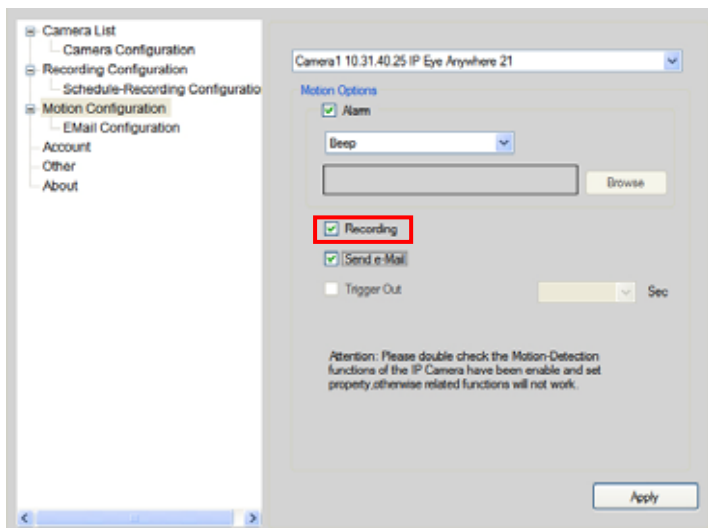 Camera List
Camera Configuration
Recording Configuration
Schedule-Recording Configuratio
Motion Configuration
EMail Configuration
Account
Other
About
Camera1 10.31.40.25 IP Eye Anywhere 21
Motion Options
Alarm
Beep
Browse
Recording
Send e-Mail
Trigger Out
Sec
Attention: Please double check the Motion-Detection
functions of the IP Camera have been enable and set
property,otherwise related functions will not work.
Apply